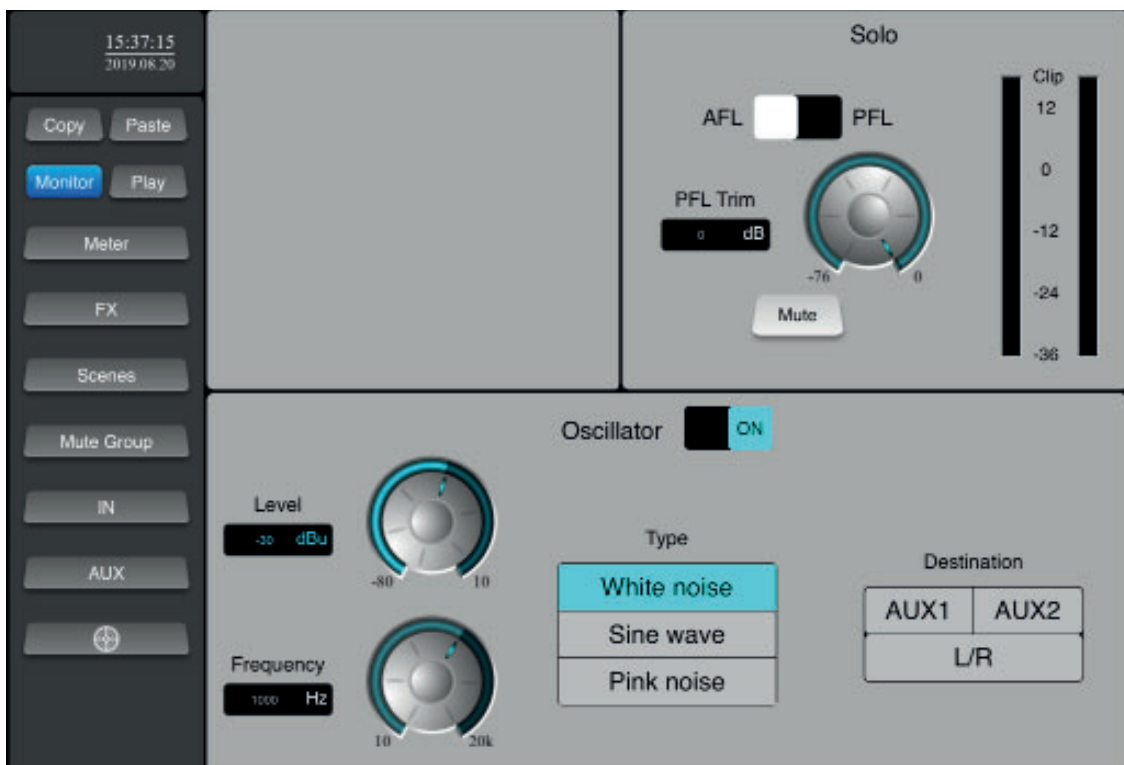 15:37:15
2019.08.20
Copy Paste
Monitor Play
Meter
FX
Scenes
Mute Group
IN
AUX
Solo
AFL PFL
PFL Trim
0 dB
-76 0
Mute
Clip
12
0
-12
-24
-36
Oscillator ON
Level
-30 dBu
-80 10
Frequency
1000 Hz
10 20k
Type
White noise
Sine wave
Pink noise
Destination
AUX1 AUX2
L/R